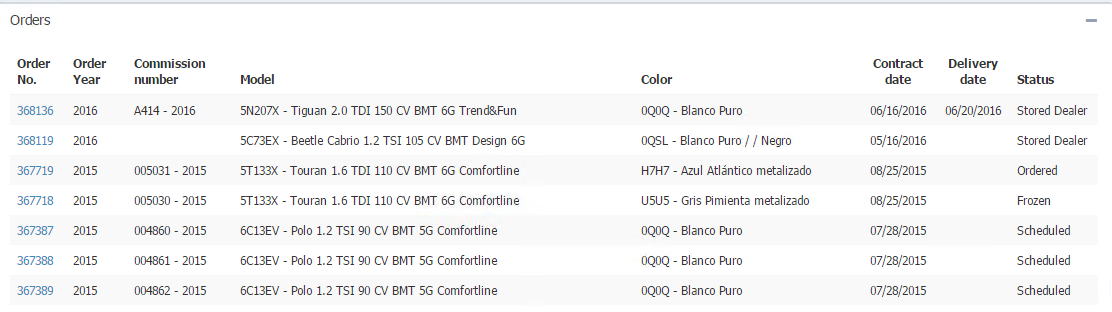 Orders
Order No. Order Year Commission number Model Color Contract date Delivery date Status
368136 2016 A414 - 2016 5N207X - Tiguan 2.0 TDI 150 CV BMT 6G Trend&Fun 0Q0Q - Blanco Puro 06/16/2016 06/20/2016 Stored Dealer
368119 2016 5C73EX - Beetle Cabrio 1.2 TSI 105 CV BMT Design 6G 0QSL - Blanco Puro / / Negro 05/16/2016 Stored Dealer
367719 2015 005031 - 2015 5T133X - Touran 1.6 TDI 110 CV BMT 6G Comfortline H7H7 - Azul Atlántico metalizado 08/25/2015 Ordered
367718 2015 005030 - 2015 5T133X - Touran 1.6 TDI 110 CV BMT 6G Comfortline U5U5 - Gris Pimienta metalizado 08/25/2015 Frozen
367387 2015 004860 - 2015 6C13EV - Polo 1.2 TSI 90 CV BMT 5G Comfortline 0Q0Q - Blanco Puro 07/28/2015 Scheduled
367388 2015 004861 - 2015 6C13EV - Polo 1.2 TSI 90 CV BMT 5G Comfortline 0Q0Q - Blanco Puro 07/28/2015 Scheduled
367389 2015 004862 - 2015 6C13EV - Polo 1.2 TSI 90 CV BMT 5G Comfortline 0Q0Q - Blanco Puro 07/28/2015 Scheduled